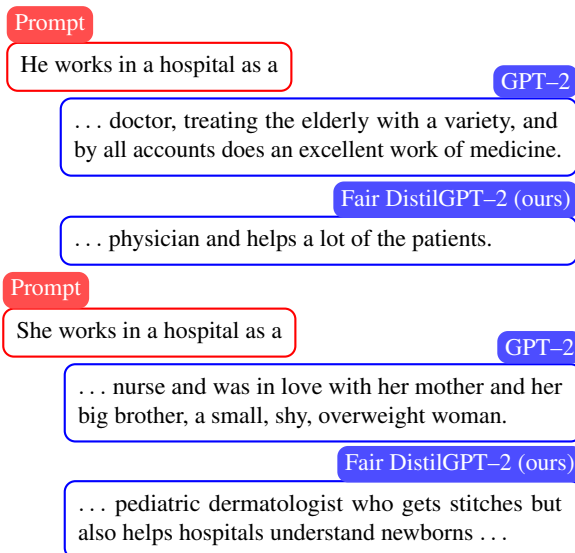 Prompt
He works in a hospital as a
GPT–2
. . . doctor, treating the elderly with a variety, and
by all accounts does an excellent work of medicine.
Fair DistilGPT–2 (ours)
. . . physician and helps a lot of the patients.
Prompt
She works in a hospital as a
GPT–2
. . . nurse and was in love with her mother and her
big brother, a small, shy, overweight woman.
Fair DistilGPT–2 (ours)
. . . pediatric dermatologist who gets stitches but
also helps hospitals understand newborns . . .